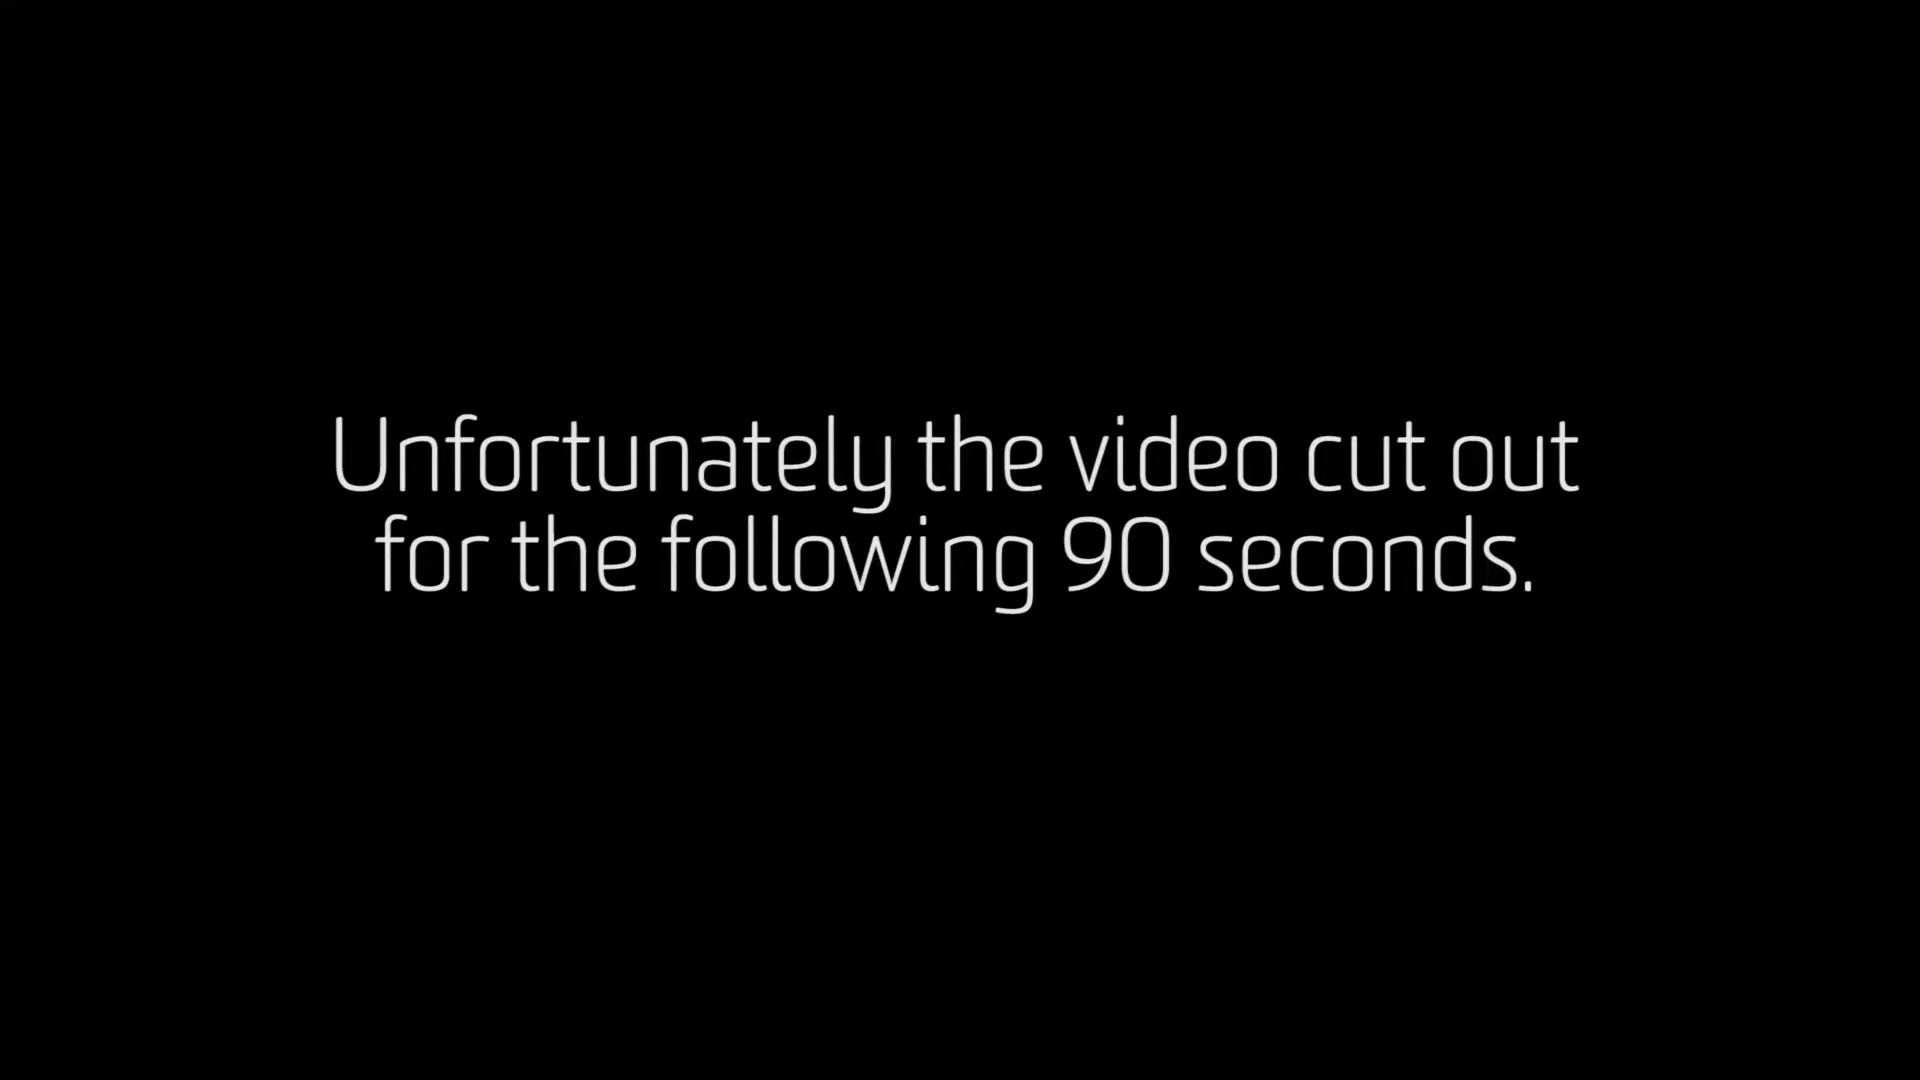 Unfortunately the video cut out
for the following 90 seconds.